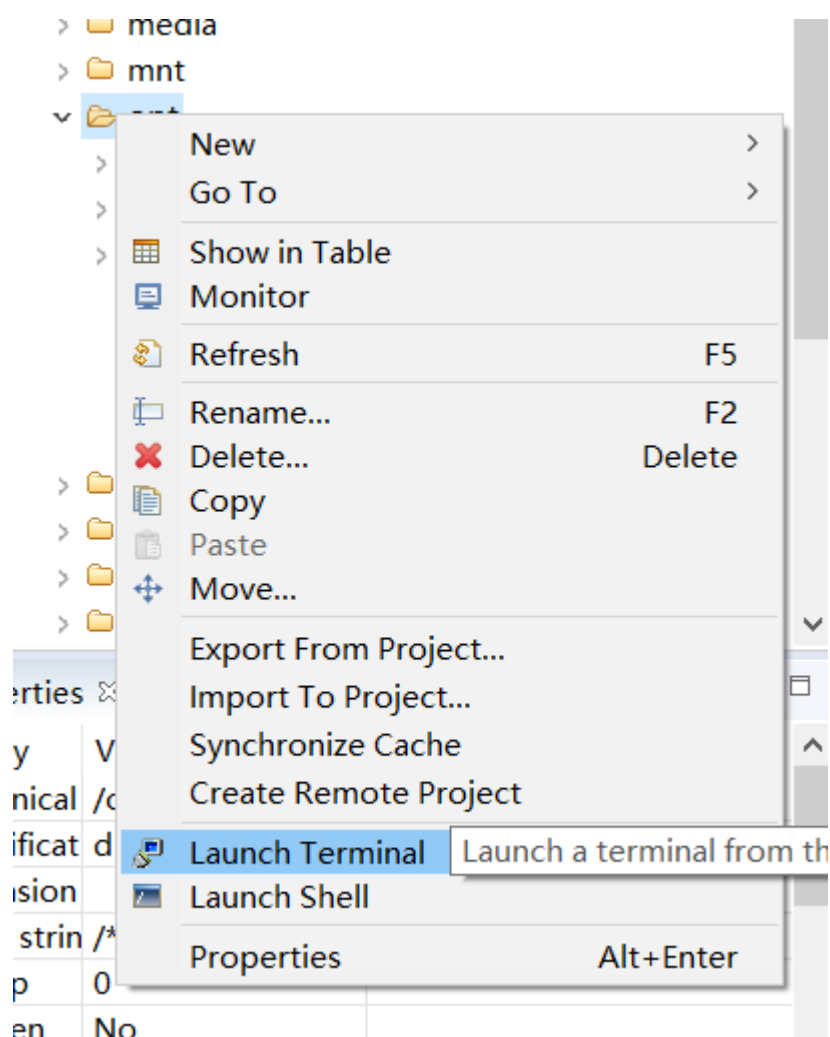 media
mnt
New
Go To
Show in Table
Monitor
Refresh F5
Rename... F2
Delete... Delete
Copy
Paste
Move...
Export From Project...
Import To Project...
Synchronize Cache
Create Remote Project
Launch Terminal Launch a terminal from th
Launch Shell
Properties Alt+Enter
erties
y V
nical /c
ificat d
nsion
strin /*
p 0
en No